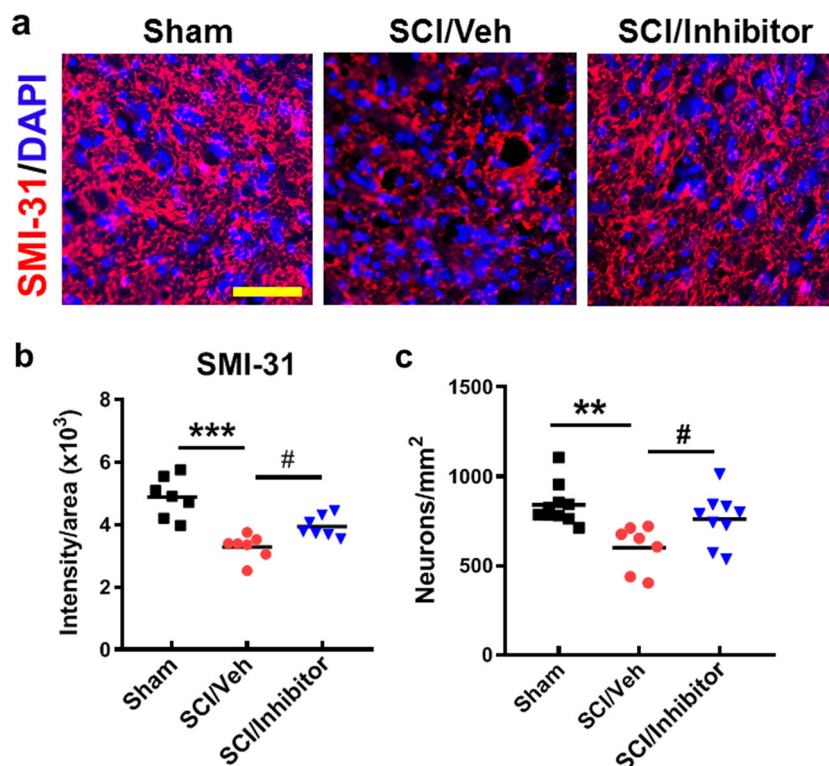 a
Sham SCI/Veh SCI/Inhibitor
SMI-31/DAPI
b
SMI-31
Intensity/area (x10³)
8
6
4
2
0
***
#
Sham
SCI/Veh
SCI/Inhibitor
c
Neurons/mm²
1500
1000
500
0
**
#
Sham
SCI/Veh
SCI/Inhibitor